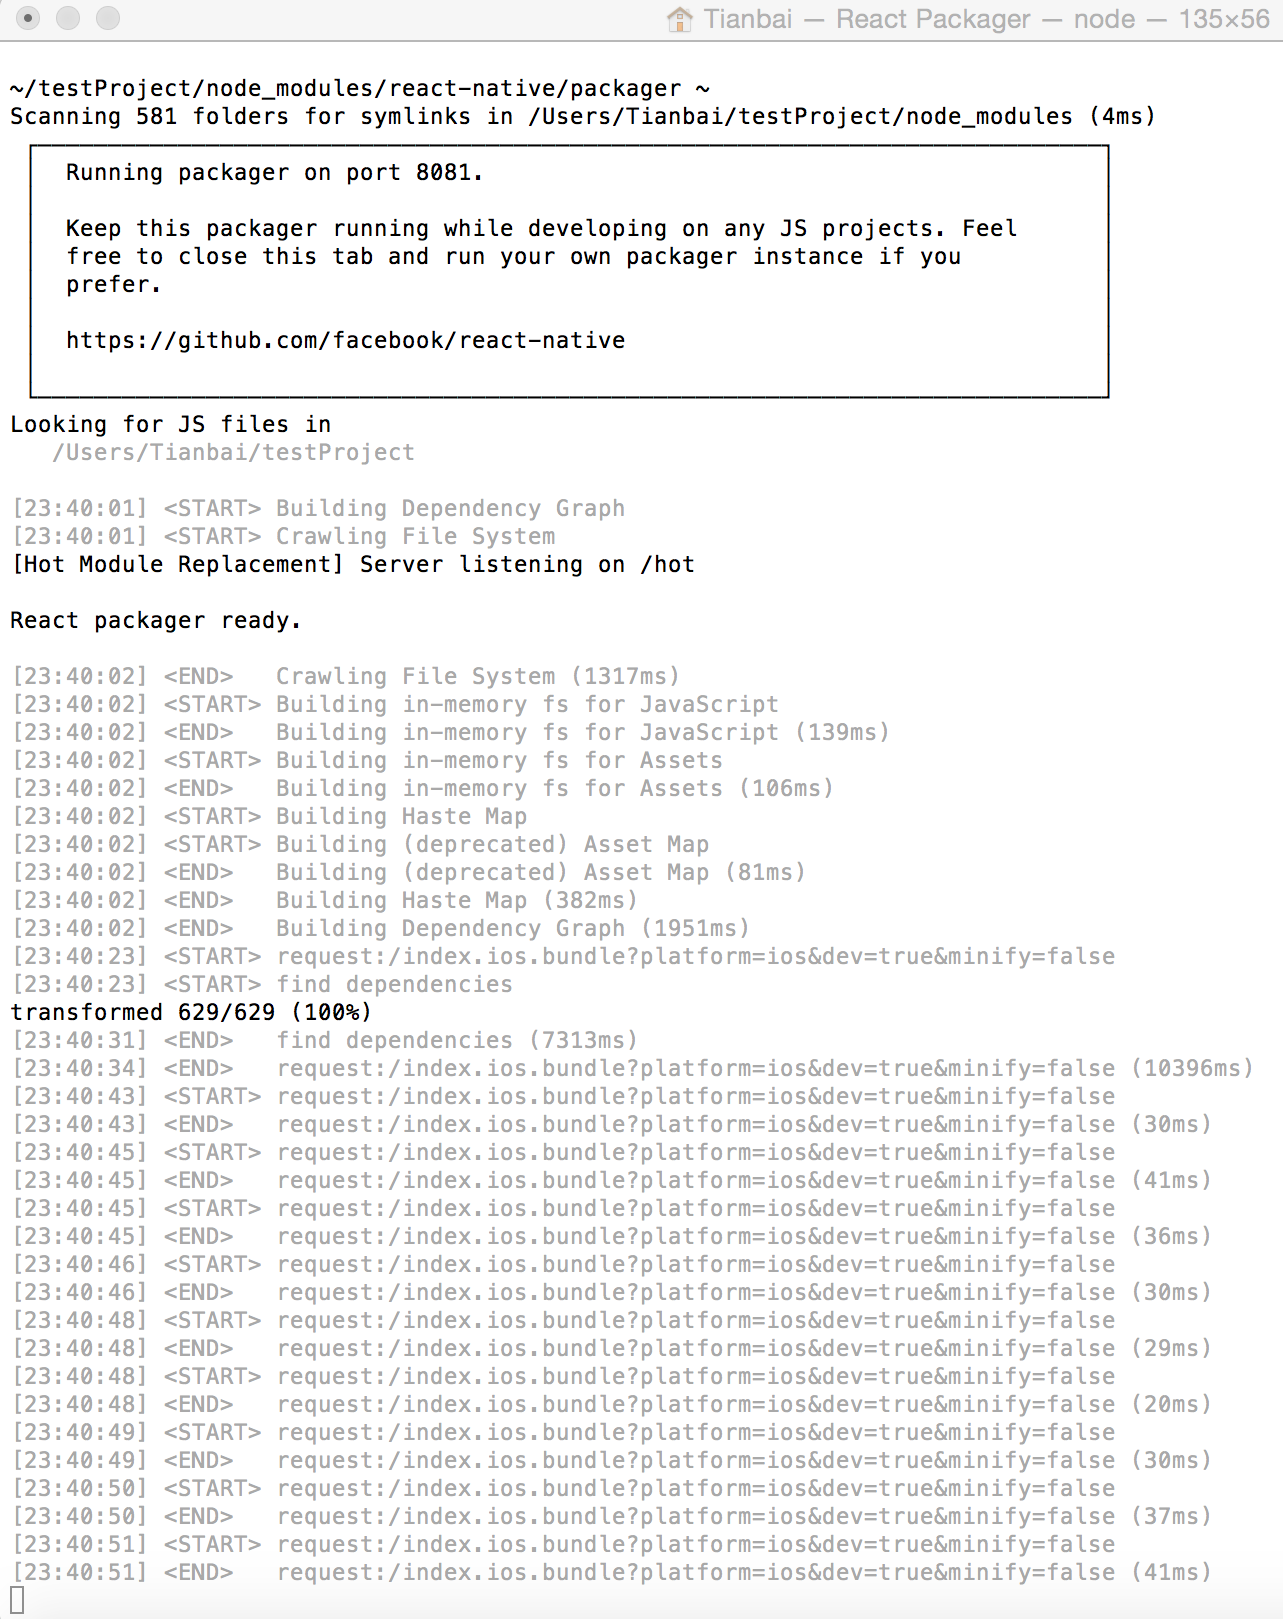 Tianbai — React Packager — node — 135×56
~/testProject/node_modules/react-native/packager ~
Scanning 581 folders for symlinks in /Users/Tianbai/testProject/node_modules (4ms)
Running packager on port 8081.
Keep this packager running while developing on any JS projects. Feel
free to close this tab and run your own packager instance if you
prefer.
https://github.com/facebook/react-native
Looking for JS files in
/Users/Tianbai/testProject
[23:40:01] <START> Building Dependency Graph
[23:40:01] <START> Crawling File System
[Hot Module Replacement] Server listening on /hot
React packager ready.
[23:40:02] <END>   Crawling File System (1317ms)
[23:40:02] <START> Building in-memory fs for JavaScript
[23:40:02] <END>   Building in-memory fs for JavaScript (139ms)
[23:40:02] <START> Building in-memory fs for Assets
[23:40:02] <END>   Building in-memory fs for Assets (106ms)
[23:40:02] <START> Building Haste Map
[23:40:02] <START> Building (deprecated) Asset Map
[23:40:02] <END>   Building (deprecated) Asset Map (81ms)
[23:40:02] <END>   Building Haste Map (382ms)
[23:40:02] <END>   Building Dependency Graph (1951ms)
[23:40:23] <START> request:/index.ios.bundle?platform=ios&dev=true&minify=false
[23:40:23] <START> find dependencies
transformed 629/629 (100%)
[23:40:31] <END>   find dependencies (7313ms)
[23:40:34] <END>   request:/index.ios.bundle?platform=ios&dev=true&minify=false (10396ms)
[23:40:43] <START> request:/index.ios.bundle?platform=ios&dev=true&minify=false
[23:40:43] <END>   request:/index.ios.bundle?platform=ios&dev=true&minify=false (30ms)
[23:40:45] <START> request:/index.ios.bundle?platform=ios&dev=true&minify=false
[23:40:45] <END>   request:/index.ios.bundle?platform=ios&dev=true&minify=false (41ms)
[23:40:45] <START> request:/index.ios.bundle?platform=ios&dev=true&minify=false
[23:40:45] <END>   request:/index.ios.bundle?platform=ios&dev=true&minify=false (36ms)
[23:40:46] <START> request:/index.ios.bundle?platform=ios&dev=true&minify=false
[23:40:46] <END>   request:/index.ios.bundle?platform=ios&dev=true&minify=false (30ms)
[23:40:48] <START> request:/index.ios.bundle?platform=ios&dev=true&minify=false
[23:40:48] <END>   request:/index.ios.bundle?platform=ios&dev=true&minify=false (29ms)
[23:40:48] <START> request:/index.ios.bundle?platform=ios&dev=true&minify=false
[23:40:48] <END>   request:/index.ios.bundle?platform=ios&dev=true&minify=false (20ms)
[23:40:49] <START> request:/index.ios.bundle?platform=ios&dev=true&minify=false
[23:40:49] <END>   request:/index.ios.bundle?platform=ios&dev=true&minify=false (30ms)
[23:40:50] <START> request:/index.ios.bundle?platform=ios&dev=true&minify=false
[23:40:50] <END>   request:/index.ios.bundle?platform=ios&dev=true&minify=false (37ms)
[23:40:51] <START> request:/index.ios.bundle?platform=ios&dev=true&minify=false
[23:40:51] <END>   request:/index.ios.bundle?platform=ios&dev=true&minify=false (41ms)